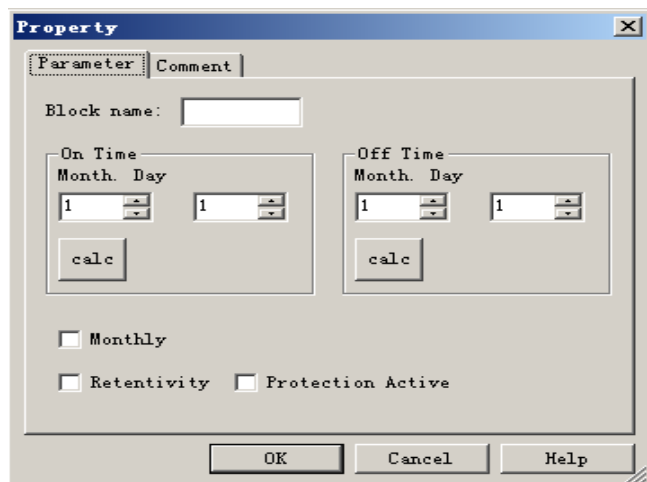 Property
Parameter Comment
Block name:
On Time
Month. Day
1 1
calc
Off Time
Month. Day
1 1
calc
Monthly
Retentivity Protection Active
OK Cancel Help